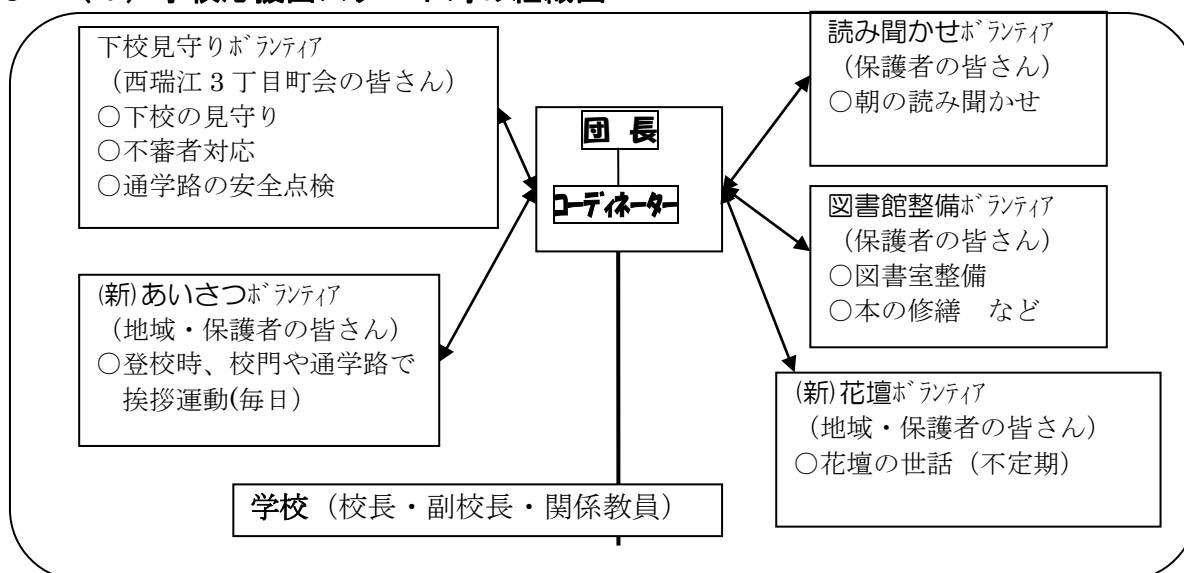 下校見守りボランティア
（西瑞江３丁目町会の皆さん）
○下校の見守り
○不審者対応
○通学路の安全点検
(新)あいさつボランティア
（地域・保護者の皆さん）
○登校時、校門や通学路で
挨拶運動(毎日）
団 長
コーディネーター
読み聞かせボランティア
（保護者の皆さん）
○朝の読み聞かせ
図書館整備ボランティア
（保護者の皆さん）
○図書室整備
○本の修繕　など
(新)花壇ボランティア
（地域・保護者の皆さん）
○花壇の世話（不定期）
学校（校長・副校長・関係教員）